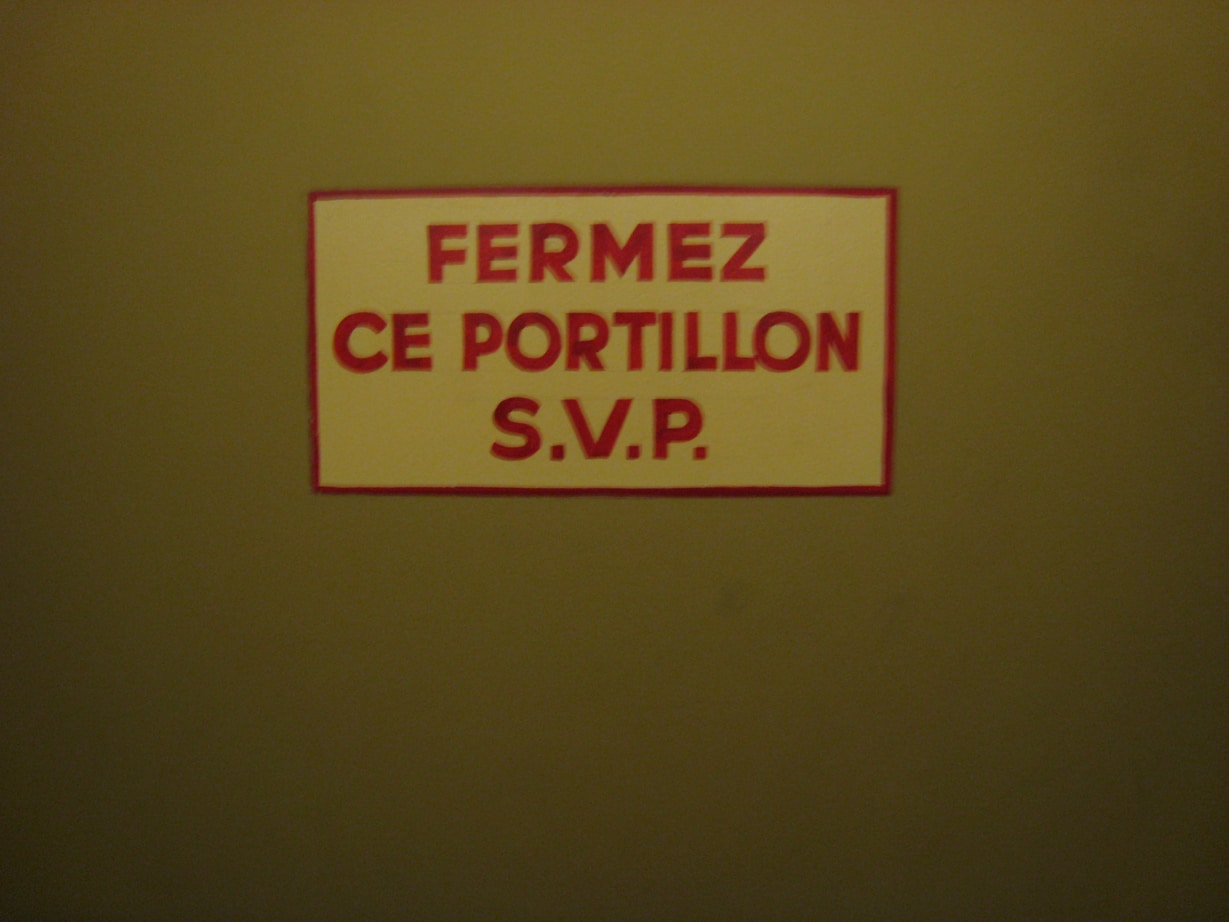 FERMEZ
CE PORTILLON
S.V.P.